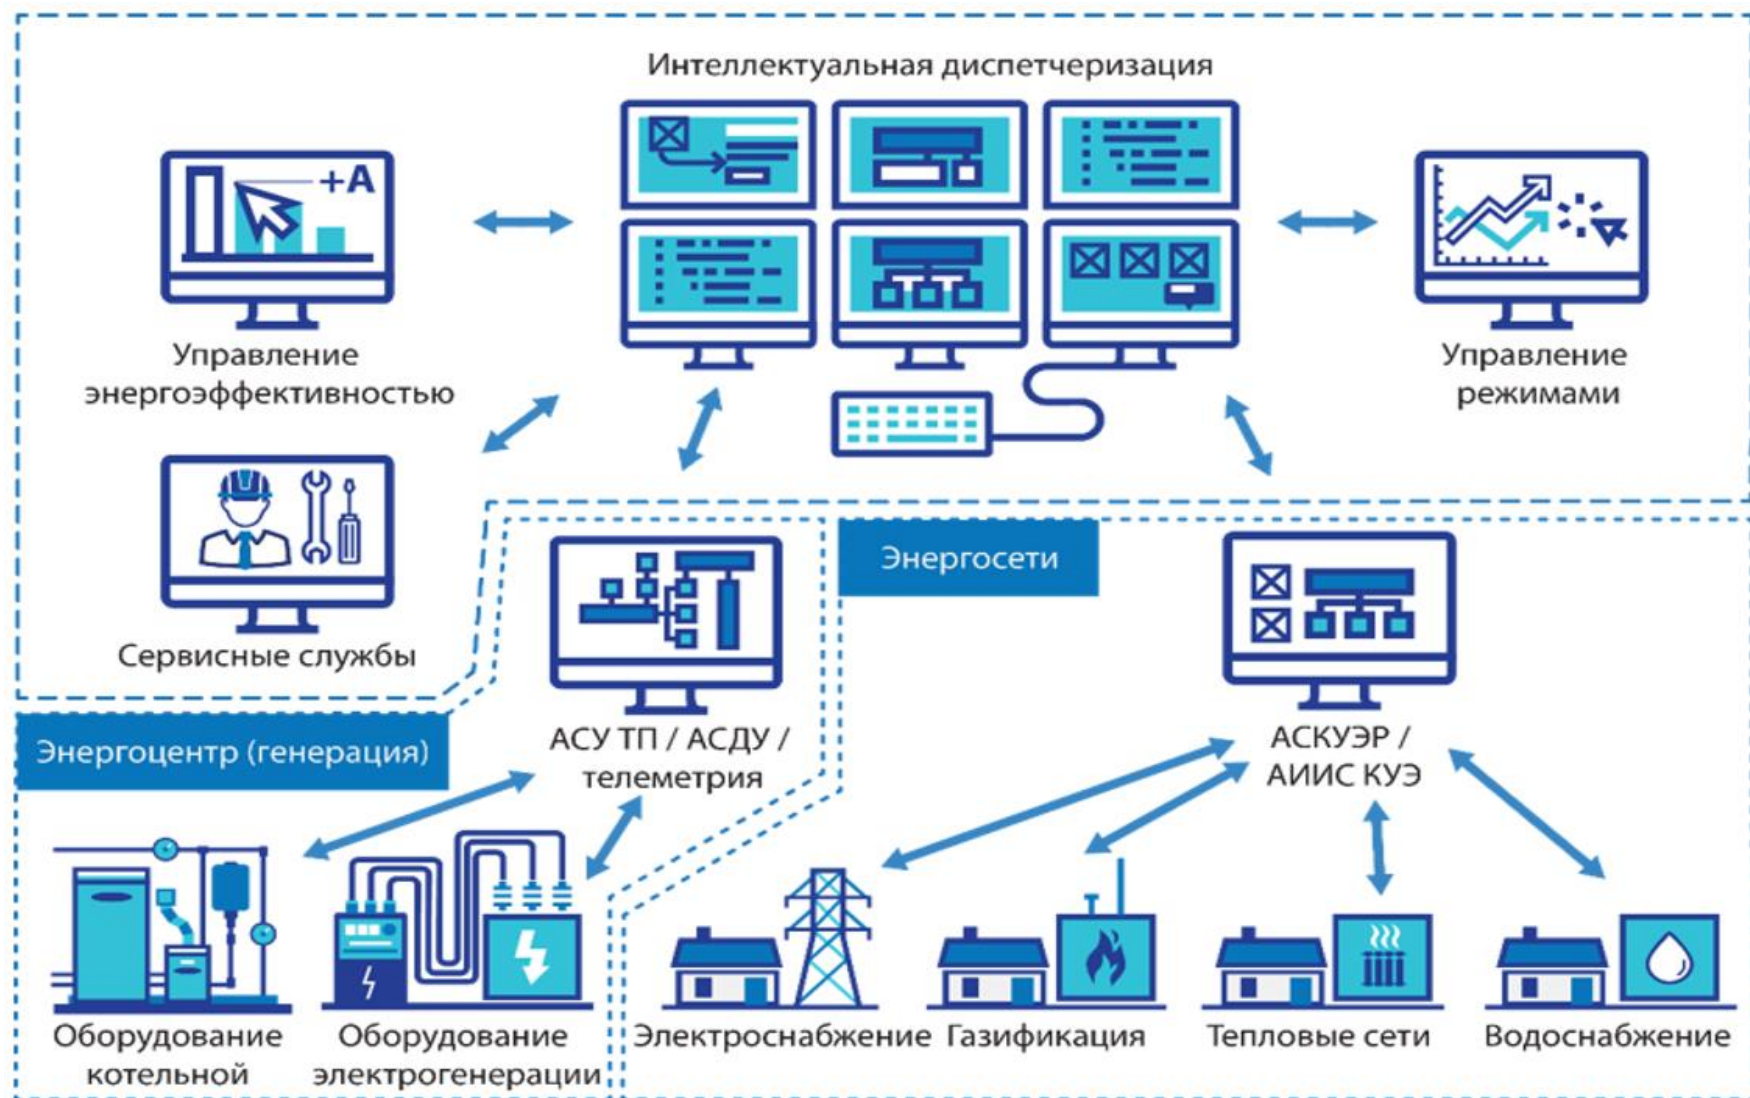 Интеллектуальная диспетчеризация
+А
Управление
энергоэффективностью
Управление
режимами
Сервисные службы
Энергосети
Энергоцентр (генерация)
АСУ ТП / АСДУ /
телеметрия
АСКУЭР /
АИИС КУЭ
Оборудование
котельной
Оборудование
электрогенерации
Электроснабжение
Газификация
Тепловые сети
Водоснабжение